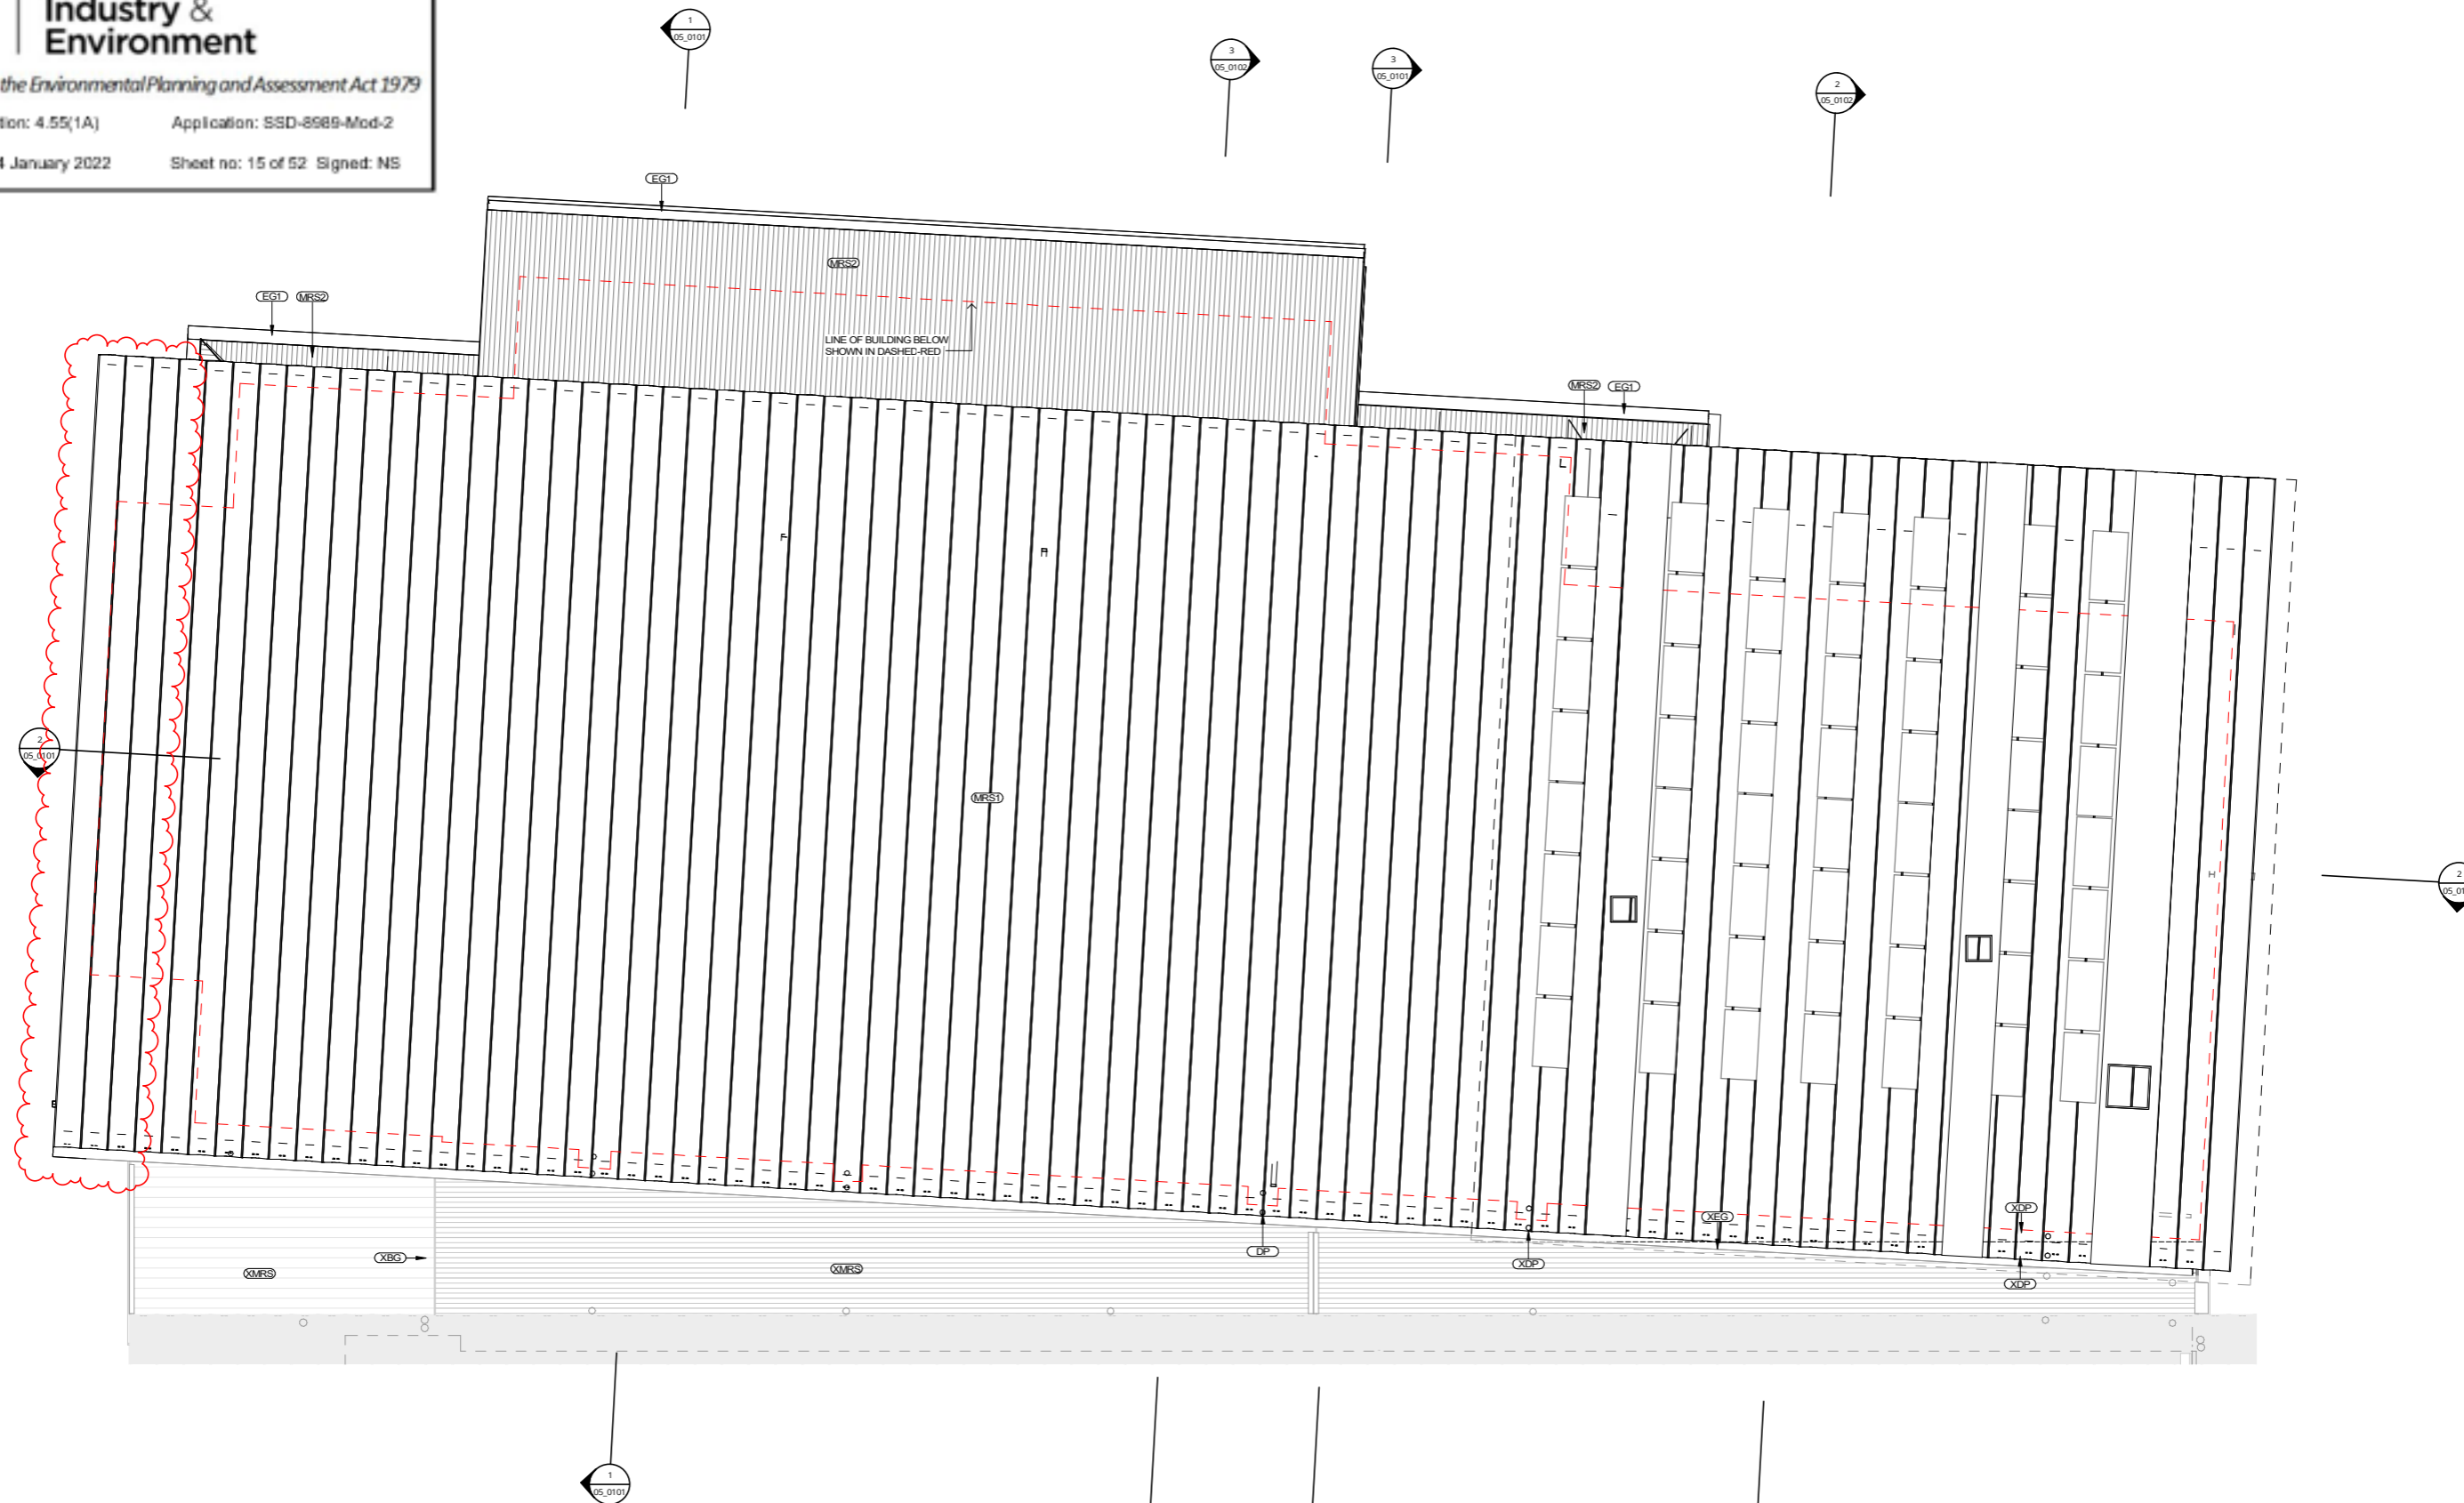 Industry &
Environment
the Environmental Planning and Assessment Act 1979
tion: 4.55(1A) Application: SSD-8989-Mod-2
4 January 2022 Sheet no: 15 of 52 Signed: NS
1
05_0101
3
05_0102
3
05_0101
2
05_0102
EG1
MRS2
EG1
MRS2
LINE OF BUILDING BELOW
SHOWN IN DASHED-RED
MRS2
EG1
2
05_0101
MRS1
2
05_01
XEG
XDP
XBG
DP
XMRS
XMRS
XDP
XDP
1
05_0101